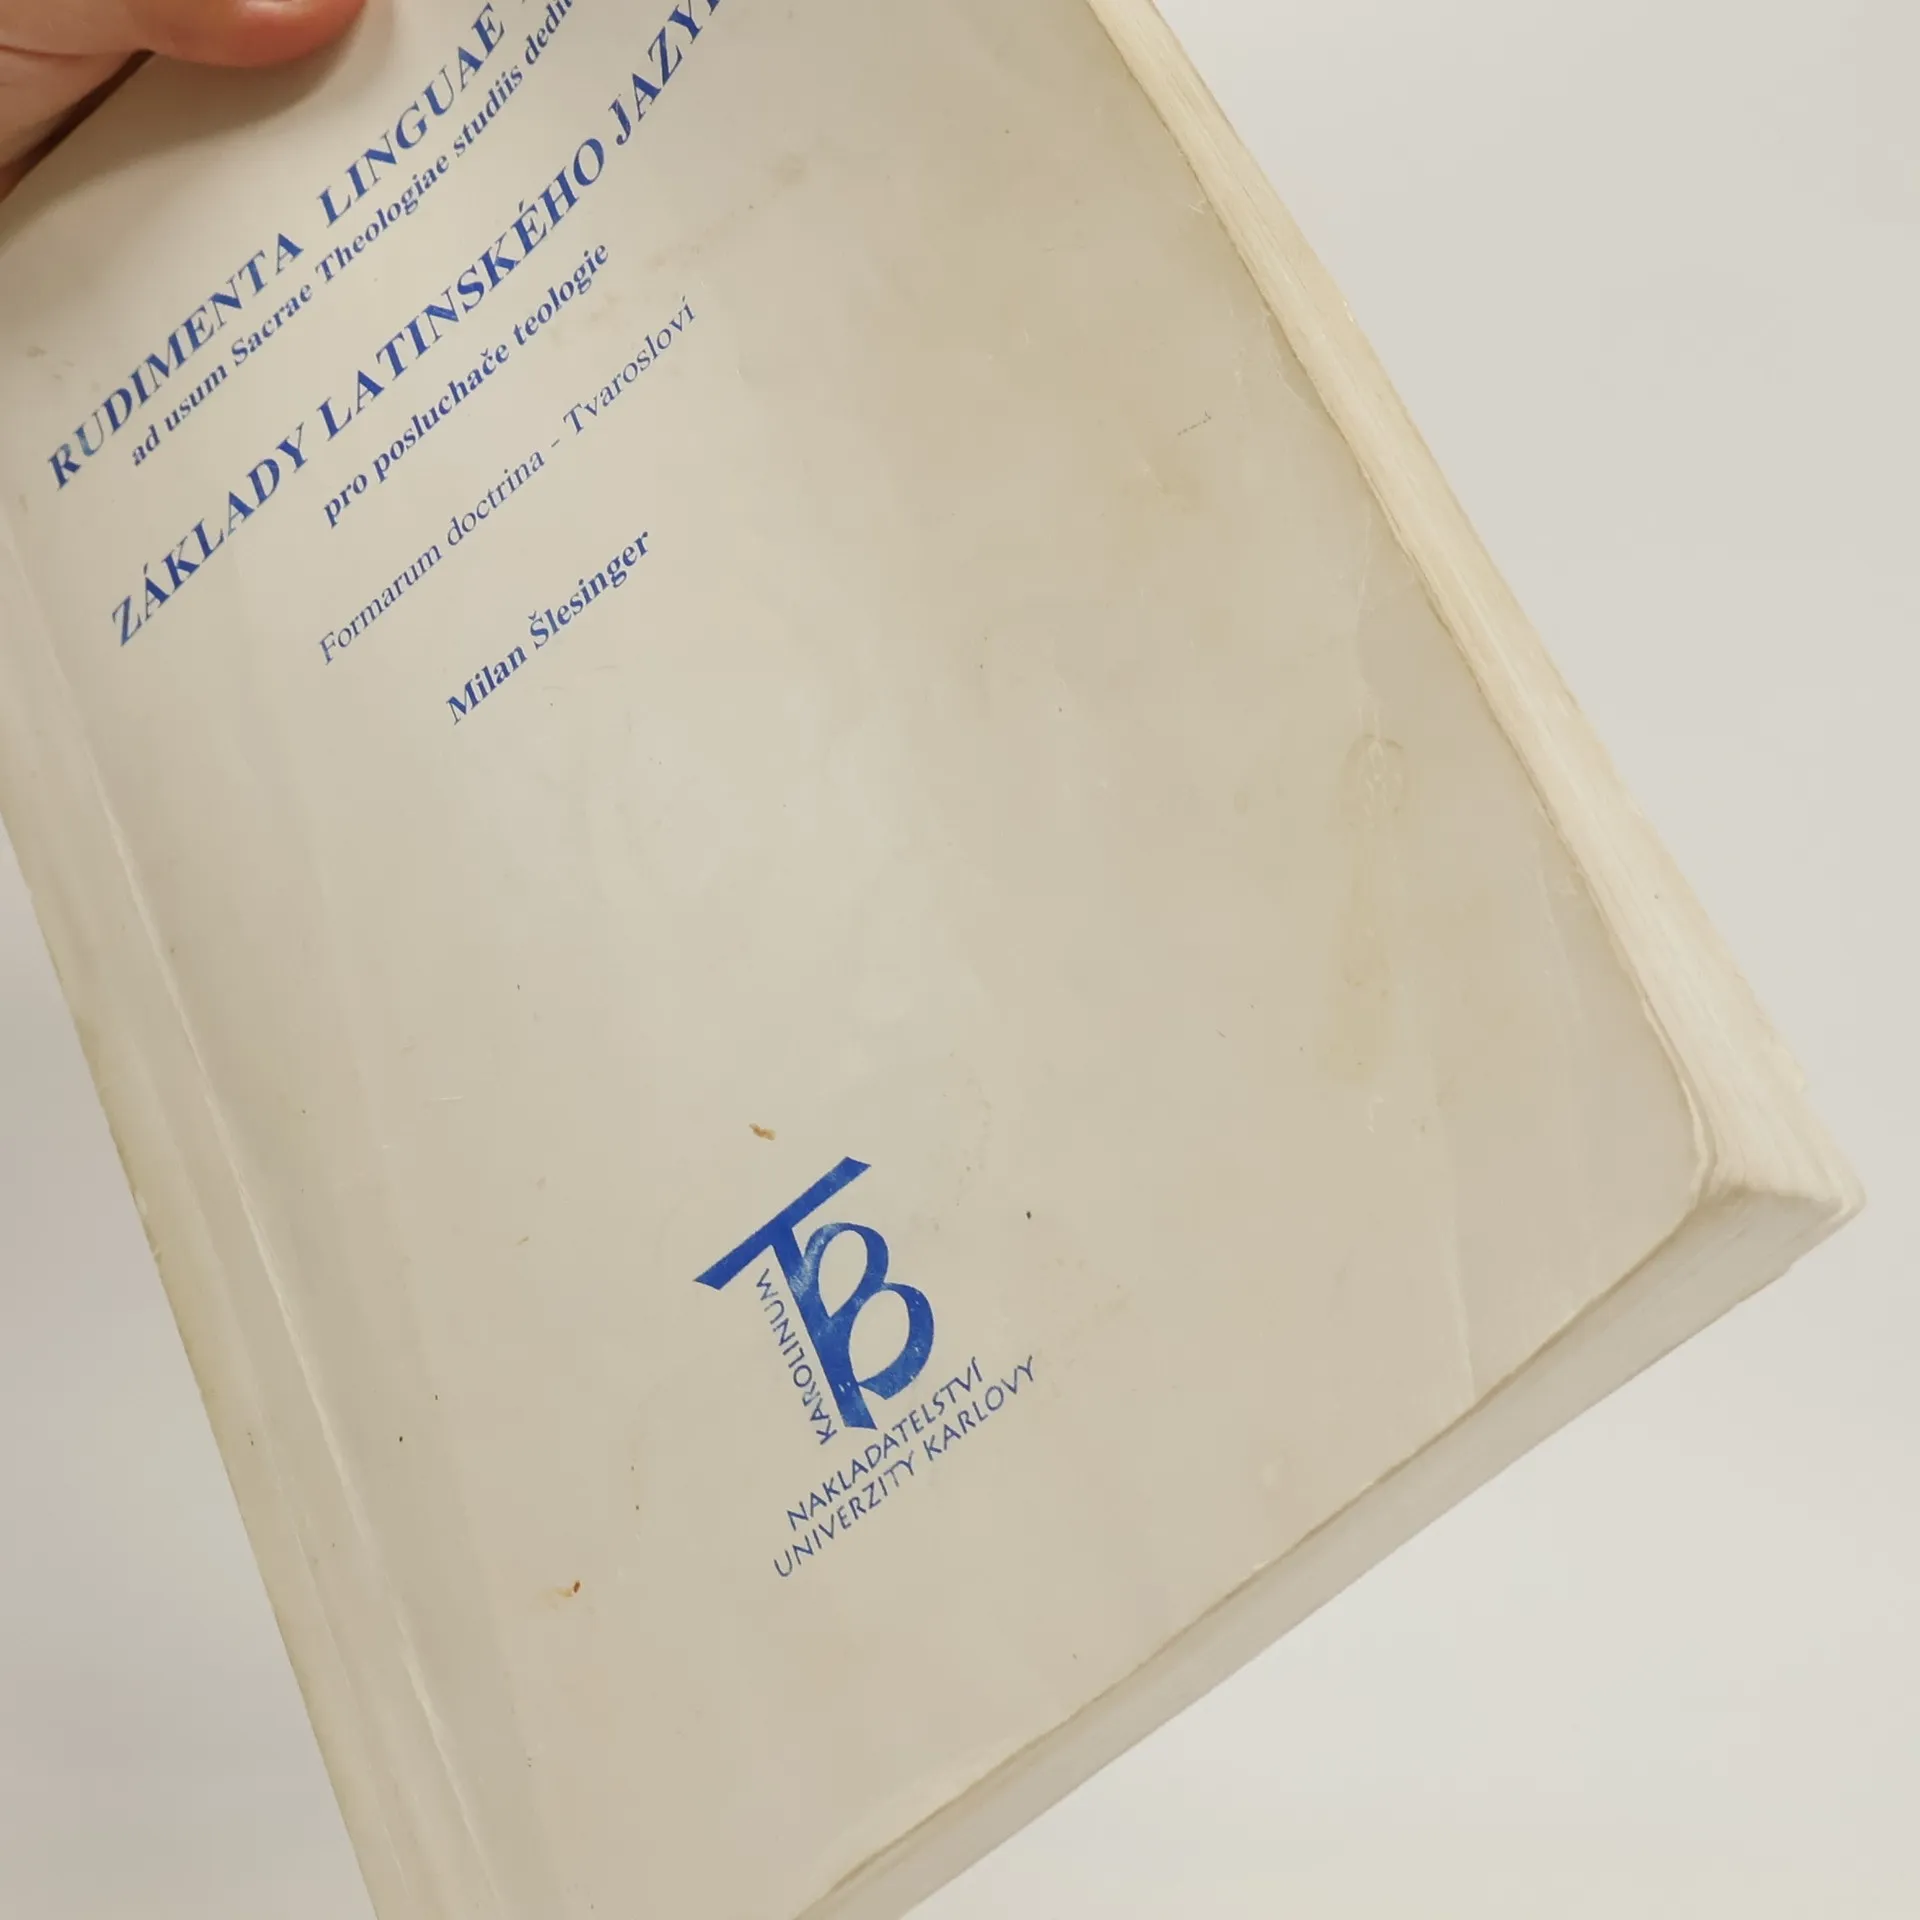 RUDIMENTA LINGUAE
ad usum Sacrae Theologiae studiis
ZÁKLADY LATINSKÉHO
pro posluchače teologie
Formarum doctrina - Tvarosloví
Milan Šlesinger
KAROLINUM
NAKLADATELSTVÍ
UNIVERZITY KARLOVY